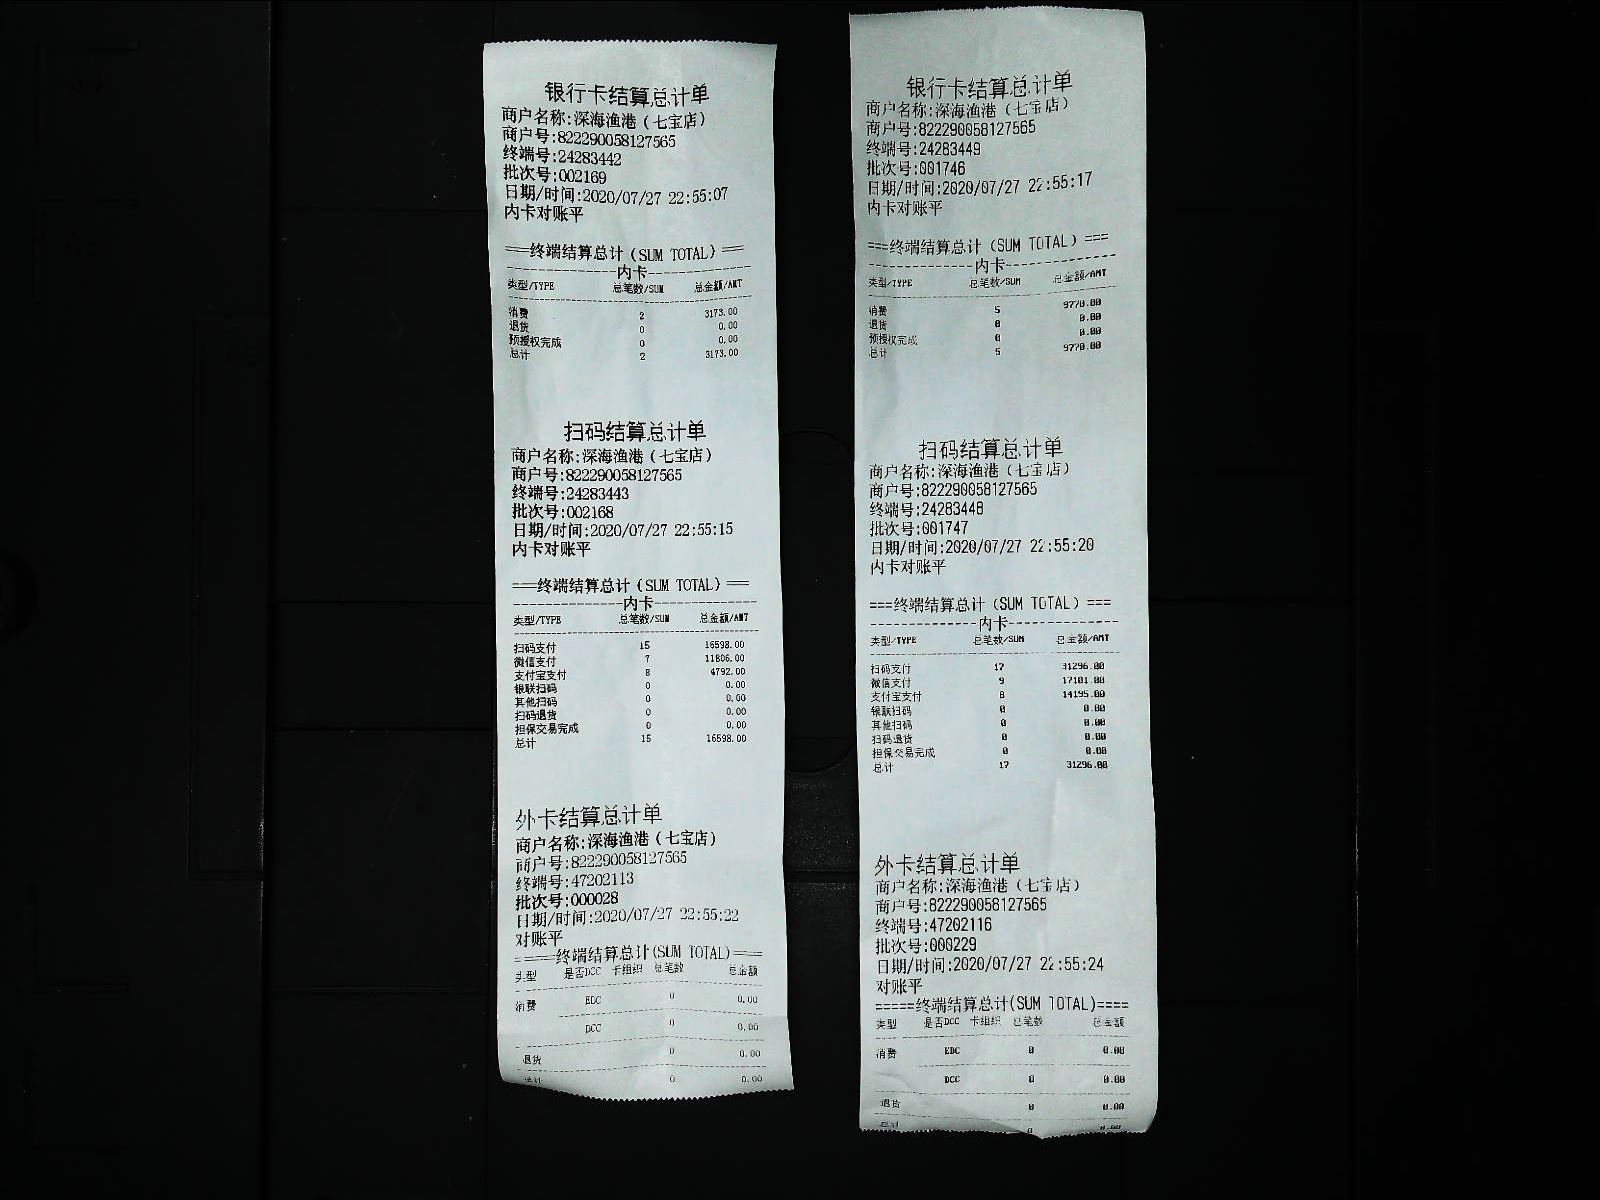 银行卡结算总计单
商户名称:深海渔港（七宝店）
商户号:822290058127565
终端号:24283442
批次号:002169
日期/时间:2020/07/27 22:55:07
内卡对账平
===终端结算总计（SUM TOTAL）===
----------------内卡----------------
类型/TYPE 总笔数/SUM 总金额/AMT
消费 2 3173.00
退货 0 0.00
预授权完成 0 0.00
总计 2 3173.00
扫码结算总计单
商户名称:深海渔港（七宝店）
商户号:822290058127565
终端号:24283443
批次号:002168
日期/时间:2020/07/27 22:55:15
内卡对账平
===终端结算总计（SUM TOTAL）===
----------------内卡----------------
类型/TYPE 总笔数/SUM 总金额/AMT
扫码支付 15 16598.00
微信支付 7 11806.00
支付宝支付 8 4792.00
银联扫码 0 0.00
其他扫码 0 0.00
扫码退货 0 0.00
担保交易完成 0 0.00
总计 15 16598.00
外卡结算总计单
商户名称:深海渔港（七宝店）
商户号:822290058127565
终端号:47202113
批次号:000028
日期/时间:2020/07/27 22:55:22
对账平
=====终端结算总计(SUM TOTAL)====
类型 是否DCC 卡组织 总笔数 总金额
消费 EDC 0 0.00
DCC 0 0.00
退货 0 0.00
总计 0 0.00
银行卡结算总计单
商户名称:深海渔港（七宝店）
商户号:822290058127565
终端号:24283449
批次号:001746
日期/时间:2020/07/27 22:55:17
内卡对账平
===终端结算总计（SUM TOTAL）===
----------------内卡----------------
类型/TYPE 总笔数/SUM 总金额/AMT
消费 5 9770.00
退货 0 0.00
预授权完成 0 0.00
总计 5 9770.00
扫码结算总计单
商户名称:深海渔港（七宝店）
商户号:822290058127565
终端号:24283448
批次号:001747
日期/时间:2020/07/27 22:55:20
内卡对账平
===终端结算总计（SUM TOTAL）===
----------------内卡----------------
类型/TYPE 总笔数/SUM 总金额/AMT
扫码支付 17 31296.00
微信支付 9 17101.00
支付宝支付 8 14195.00
银联扫码 0 0.00
其他扫码 0 0.00
扫码退货 0 0.00
担保交易完成 0 0.00
总计 17 31296.00
外卡结算总计单
商户名称:深海渔港（七宝店）
商户号:822290058127565
终端号:47202116
批次号:000229
日期/时间:2020/07/27 22:55:24
对账平
=====终端结算总计(SUM TOTAL)====
类型 是否DCC 卡组织 总笔数 总金额
消费 EDC 0 0.00
DCC 0 0.00
退货 0 0.00
总计 0 0.00